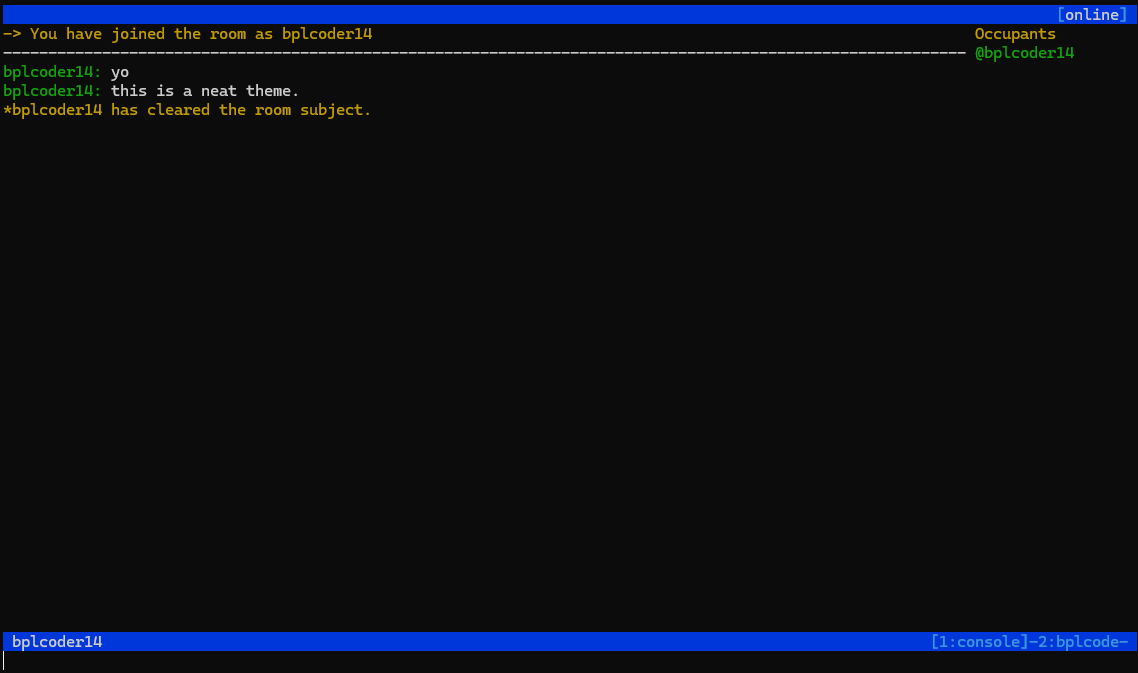 [online]
-> You have joined the room as bplcoder14
Occupants
-----------------------------------------------------------------------------------------------------------
@bplcoder14
bplcoder14: yo
bplcoder14: this is a neat theme.
*bplcoder14 has cleared the room subject.
bplcoder14
[1:console]-2:bplcode-